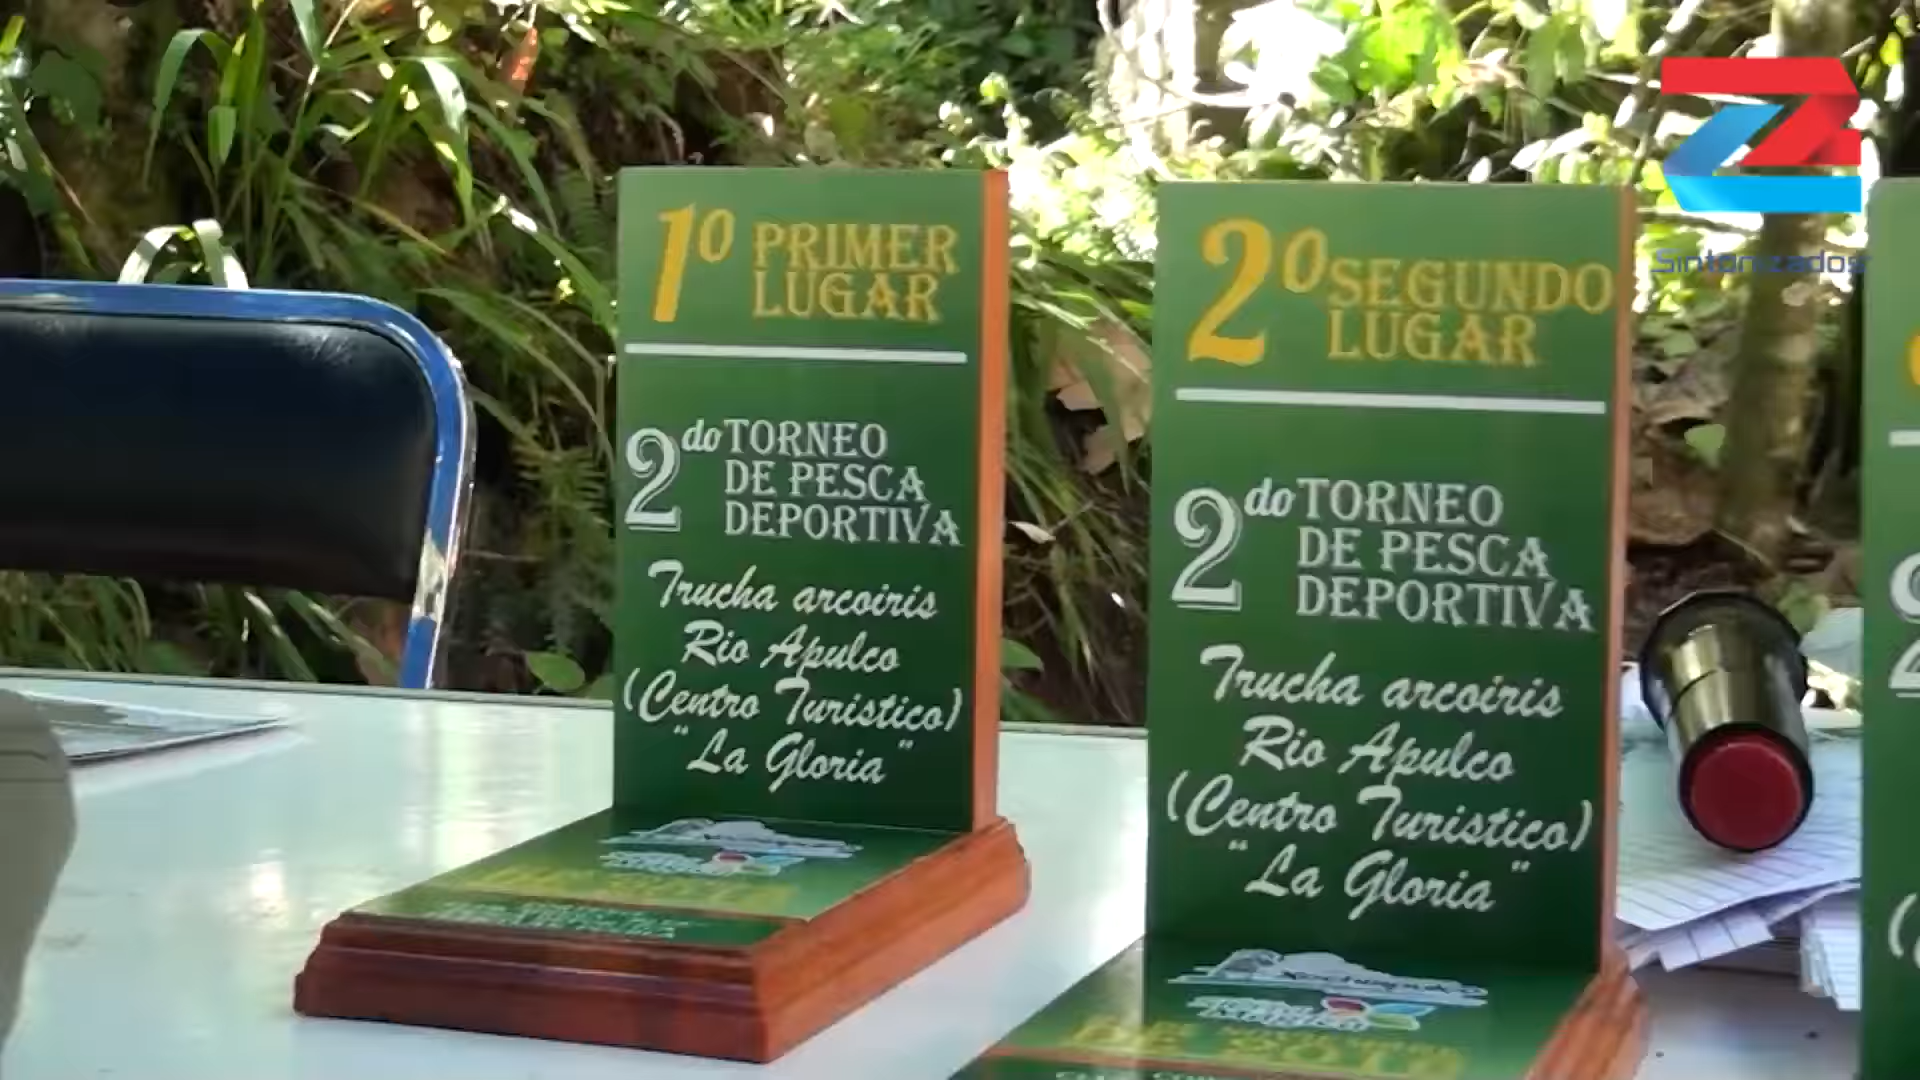 1º PRIMER
LUGAR
2do TORNEO
DE PESCA
DEPORTIVA
Trucha arcoiris
Rio Apulco
(Centro Turistico)
"La Gloria"
2º SEGUNDO
LUGAR
2do TORNEO
DE PESCA
DEPORTIVA
Trucha arcoiris
Rio Apulco
(Centro Turistico)
"La Gloria"
Sintonizados